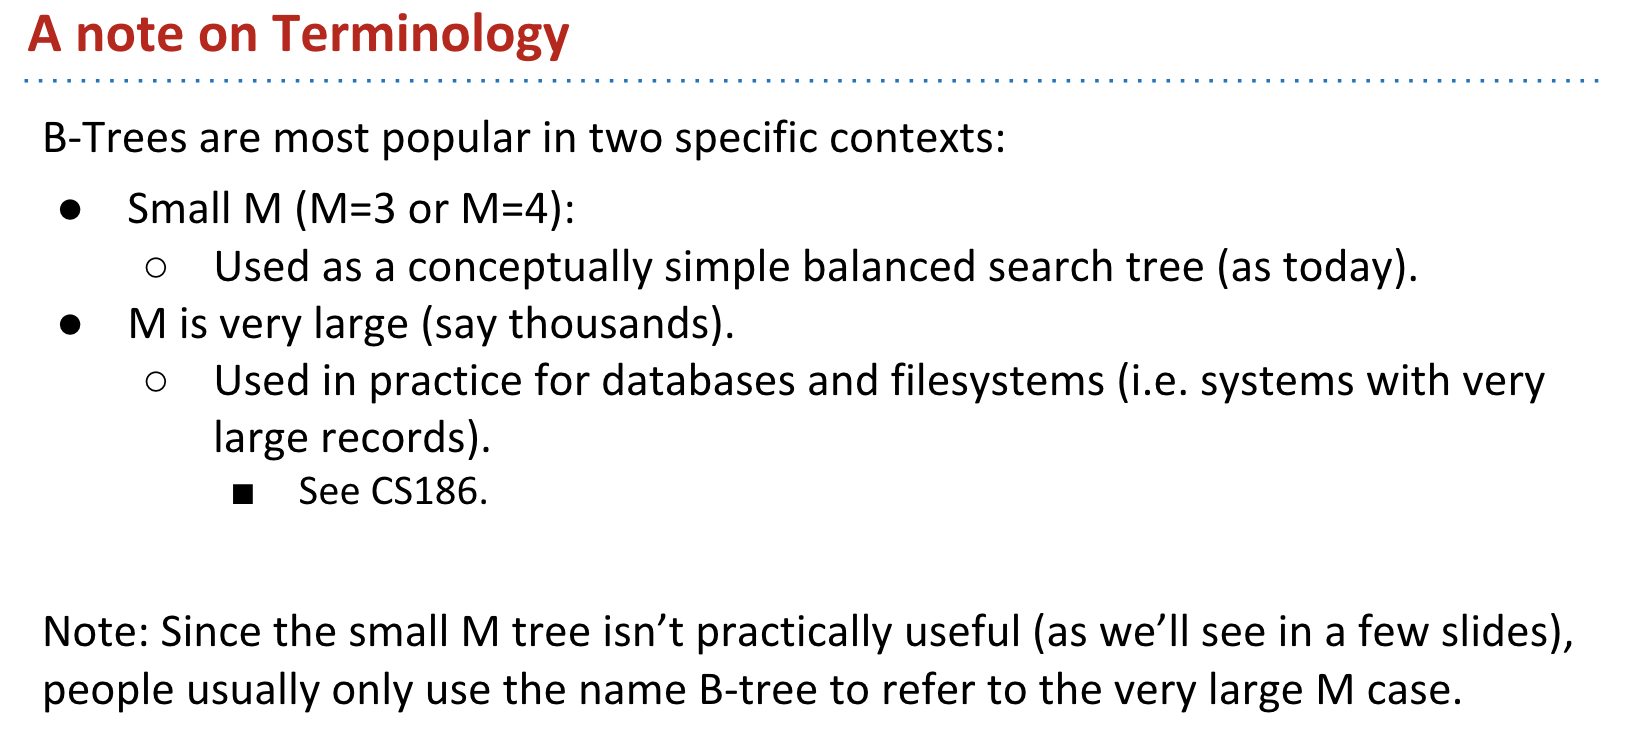 A note on Terminology
B-Trees are most popular in two specific contexts:
● Small M (M=3 or M=4):
○ Used as a conceptually simple balanced search tree (as today).
● M is very large (say thousands).
○ Used in practice for databases and filesystems (i.e. systems with very
large records).
■ See CS186.
Note: Since the small M tree isn’t practically useful (as we’ll see in a few slides),
people usually only use the name B-tree to refer to the very large M case.